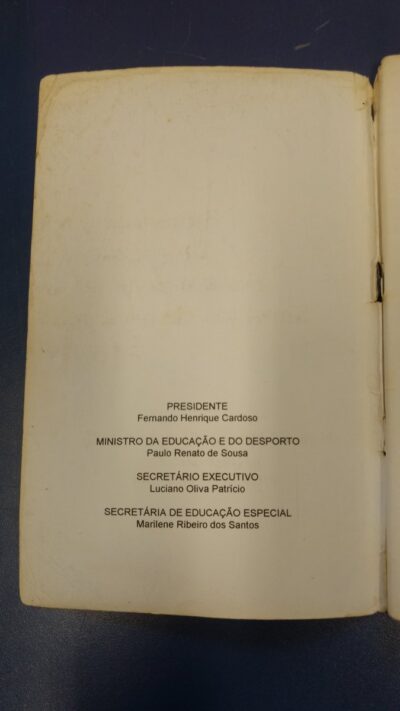 PRESIDENTE
Fernando Henrique Cardoso
MINISTRO DA EDUCAÇÃO E DO DESPORTO
Paulo Renato de Sousa
SECRETÁRIO EXECUTIVO
Luciano Oliva Patrício
SECRETÁRIA DE EDUCAÇÃO ESPECIAL
Marilene Ribeiro dos Santos